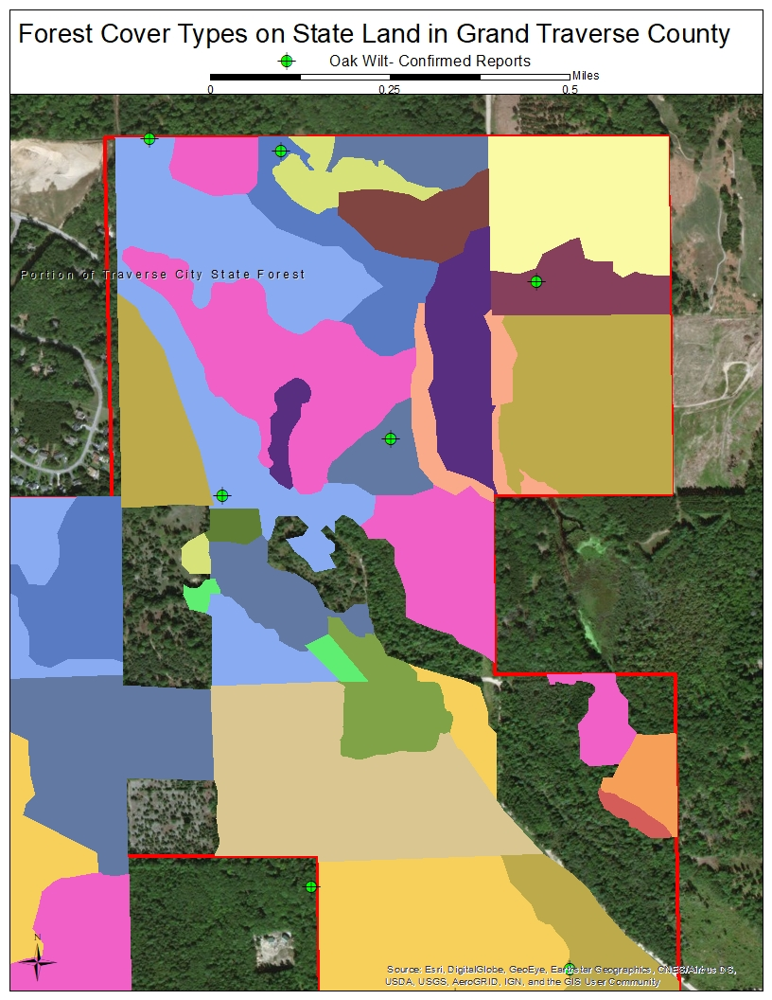 Forest Cover Types on State Land in Grand Traverse County
Oak Wilt- Confirmed Reports
Miles
0 0.25 0.5
Portion of Traverse City State Forest
N
Source: Esri, DigitalGlobe, GeoEye, Earthstar Geographics, CNES/Airbus DS,
USDA, USGS, AeroGRID, IGN, and the GIS User Community